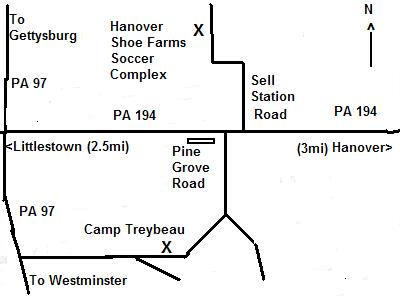 To
Gettysburg
Hanover
Shoe Farms
Soccer
Complex
X
N
^
PA 97
Sell
Station
Road
PA 194
PA 194
<Littlestown (2.5mi)
Pine
Grove
Road
(3mi) Hanover>
PA 97
Camp Treybeau
X
To Westminster